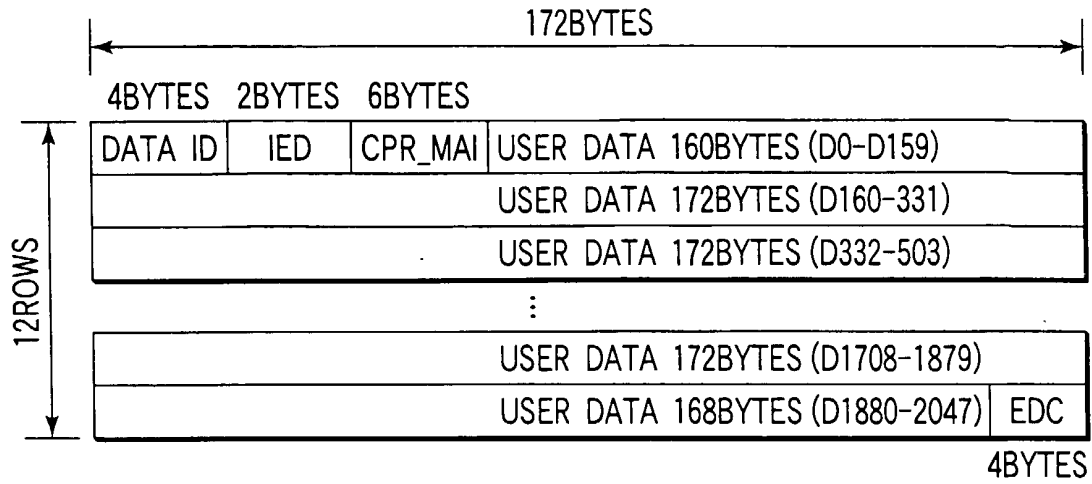 172BYTES
4BYTES 2BYTES 6BYTES
DATA ID IED CPR_MAI USER DATA 160BYTES (D0-D159)
USER DATA 172BYTES (D160-331)
USER DATA 172BYTES (D332-503)
12ROWS
⋮
USER DATA 172BYTES (D1708-1879)
USER DATA 168BYTES (D1880-2047) EDC
4BYTES